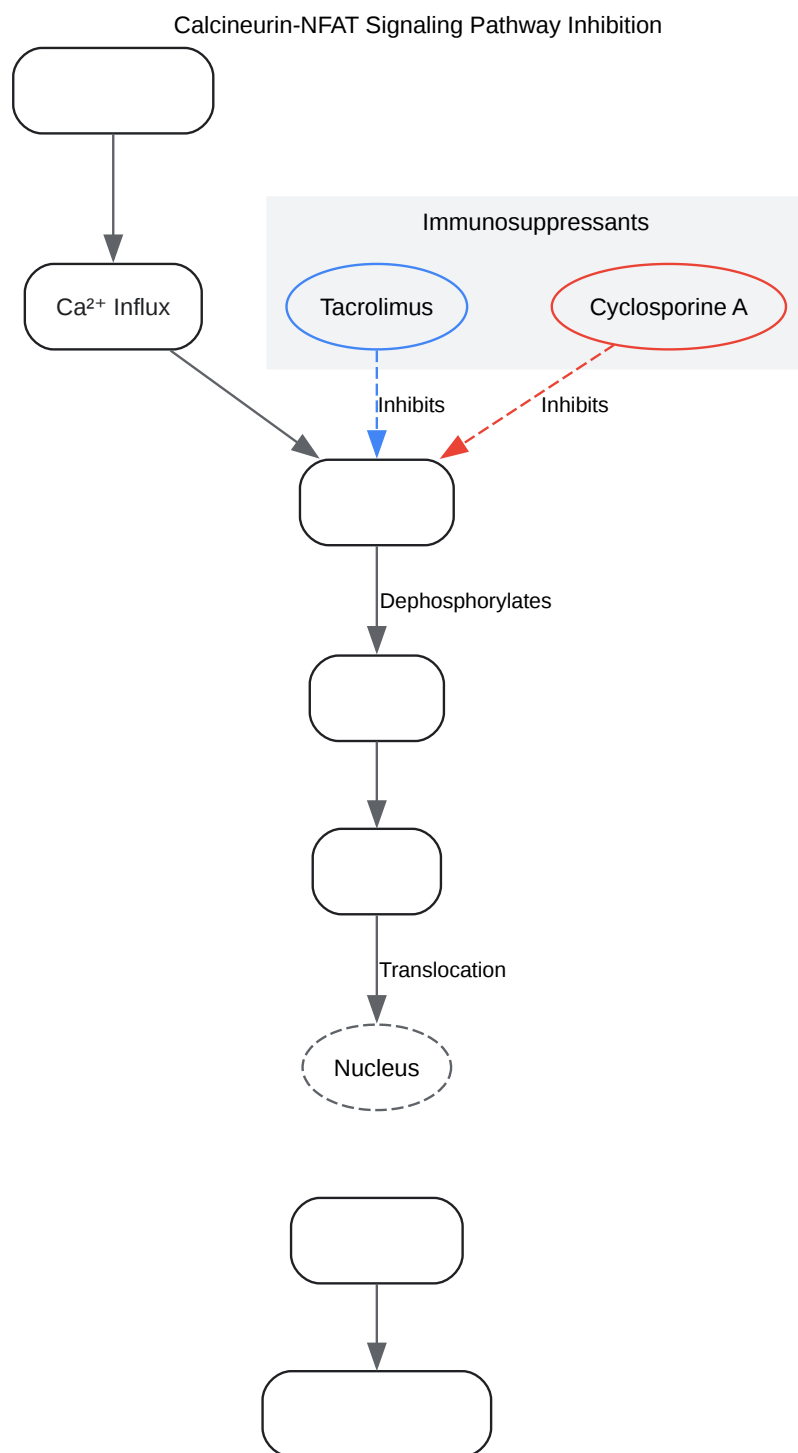 Calcineurin-NFAT Signaling Pathway Inhibition
Immunosuppressants
Ca²⁺ Influx
Tacrolimus
Cyclosporine A
Inhibits
Inhibits
Dephosphorylates
Translocation
Nucleus